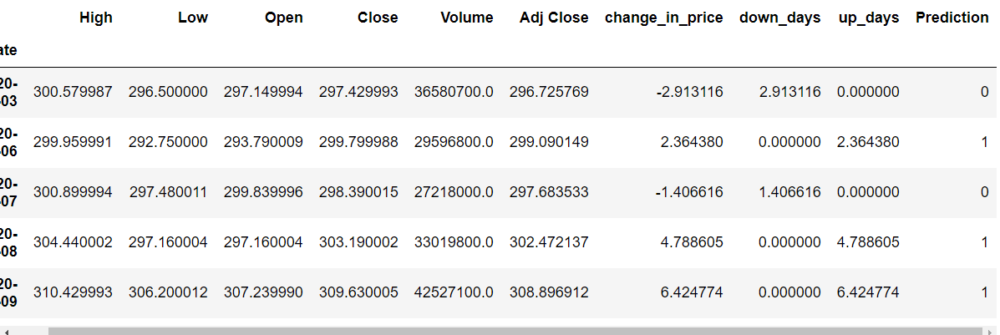 High Low Open Close Volume Adj Close change_in_price down_days up_days Prediction
ate
20-
-03 300.579987 296.500000 297.149994 297.429993 36580700.0 296.725769 -2.913116 2.913116 0.000000 0
20-
-06 299.959991 292.750000 293.790009 299.799988 29596800.0 299.090149 2.364380 0.000000 2.364380 1
20-
-07 300.899994 297.480011 299.839996 298.390015 27218000.0 297.683533 -1.406616 1.406616 0.000000 0
20-
-08 304.440002 297.160004 297.160004 303.190002 33019800.0 302.472137 4.788605 0.000000 4.788605 1
20-
-09 310.429993 306.200012 307.239990 309.630005 42527100.0 308.896912 6.424774 0.000000 6.424774 1